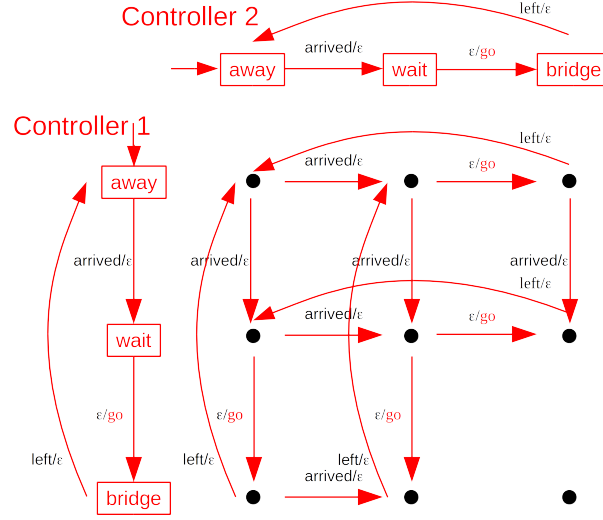 Controller 2
left/ε
arrived/ε
ε/go
away
wait
bridge
Controller 1
left/ε
arrived/ε
ε/go
away
arrived/ε
arrived/ε
arrived/ε
arrived/ε
left/ε
arrived/ε
ε/go
wait
ε/go
ε/go
ε/go
left/ε
left/ε
left/ε
arrived/ε
bridge